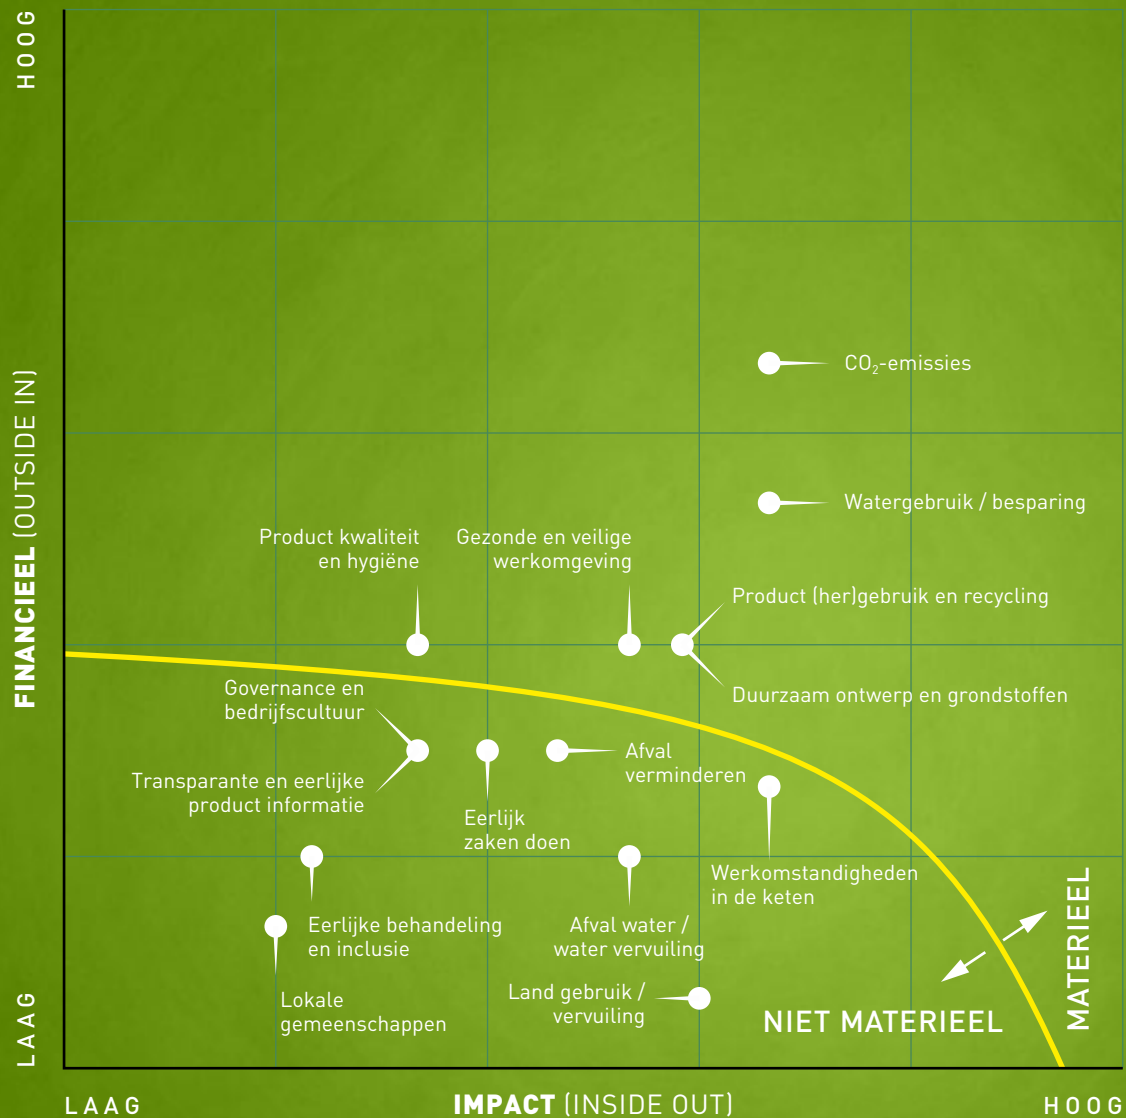 HOOG
FINANCIEEL (OUTSIDE IN)
LAAG
CO₂-emissies
Watergebruik / besparing
Product kwaliteit
en hygiëne
Gezonde en veilige
werkomgeving
Product (her)gebruik en recycling
Duurzaam ontwerp en grondstoffen
Governance en
bedrijfscultuur
Transparante en eerlijke
product informatie
Afval
verminderen
Eerlijk
zaken doen
Werkomstandigheden
in de keten
Eerlijke behandeling
en inclusie
Afval water /
water vervuiling
Lokale
gemeenschappen
Land gebruik /
vervuiling
NIET MATERIEEL
MATERIEEL
LAAG
IMPACT (INSIDE OUT)
HOOG